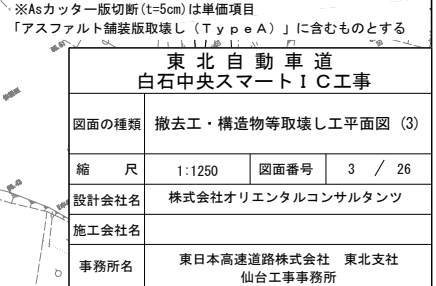 ※Asカッター版切断(t=5cm)は単価項目
「アスファルト舗装版取壊し(TypeA)」に含むものとする
東北自動車道
白石中央スマートIC工事
図面の種類 撤去工・構造物等取壊し工平面図(3)
縮尺 1:1250 図面番号 3 / 26
設計会社名 株式会社オリエンタルコンサルタンツ
施工会社名
事務所名 東日本高速道路株式会社 東北支社
仙台工事事務所